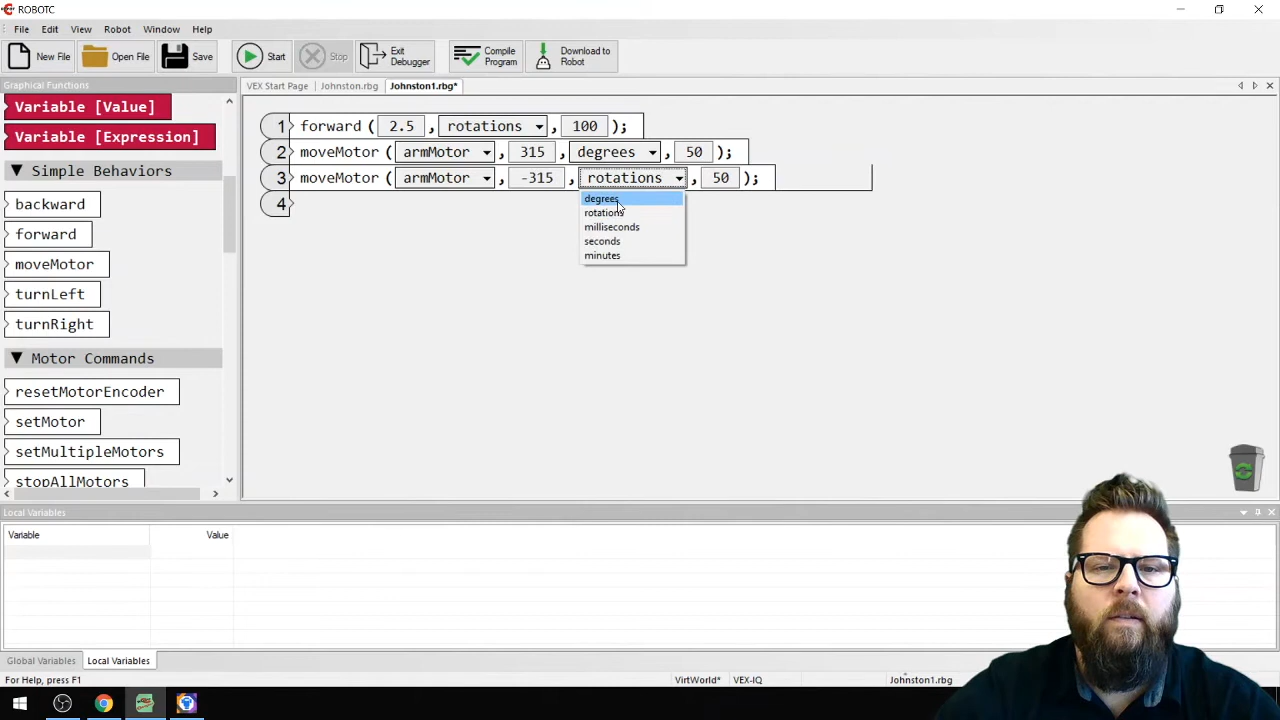 ROBOTC
File Edit View Robot Window Help
New File Open File Save Start Stop Exit Debugger Compile Program Download to Robot
Graphical Functions
VEX Start Page Johnston.rbg Johnston1.rbg*
Variable [Value]
Variable [Expression]
Simple Behaviors
backward
forward
moveMotor
turnLeft
turnRight
Motor Commands
resetMotorEncoder
setMotor
setMultipleMotors
stopAllMotors
1 forward ( 2.5 , rotations , 100 );
2 moveMotor ( armMotor , 315 , degrees , 50 );
3 moveMotor ( armMotor , -315 , rotations , 50 );
4
degrees
rotations
milliseconds
seconds
minutes
Local Variables
Variable Value
Global Variables Local Variables
For Help, press F1 VirtWorld* VEX-IQ Johnston1.rbg